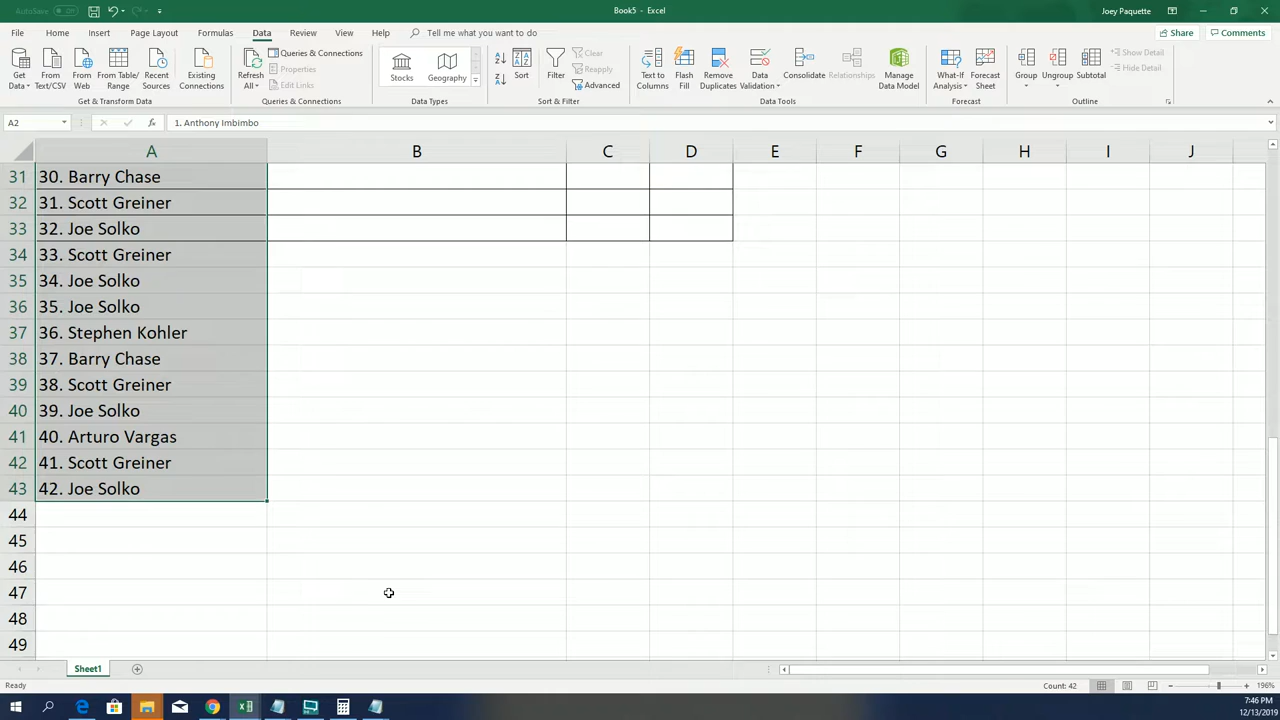 AutoSave Off
Book5 - Excel
Joey Paquette
File Home Insert Page Layout Formulas Data Review View Help Tell me what you want to do
Share Comments
Get Data
From Text/CSV
From Web
From Table/ Range
Recent Sources
Existing Connections
Get & Transform Data
Refresh All
Queries & Connections
Properties
Edit Links
Queries & Connections
Stocks
Geography
Data Types
Sort
Filter
Clear
Reapply
Advanced
Sort & Filter
Text to Columns
Flash Fill
Remove Duplicates
Data Validation
Consolidate
Relationships
Manage Data Model
Data Tools
What-If Analysis
Forecast Sheet
Forecast
Group
Ungroup
Subtotal
Show Detail
Hide Detail
Outline
A2
1. Anthony Imbimbo
A B C D E F G H I J
31 30. Barry Chase
32 31. Scott Greiner
33 32. Joe Solko
34 33. Scott Greiner
35 34. Joe Solko
36 35. Joe Solko
37 36. Stephen Kohler
38 37. Barry Chase
39 38. Scott Greiner
40 39. Joe Solko
41 40. Arturo Vargas
42 41. Scott Greiner
43 42. Joe Solko
44
45
46
47
48
49
Sheet1
Ready
Count: 42
196%
7:46 PM
12/13/2019